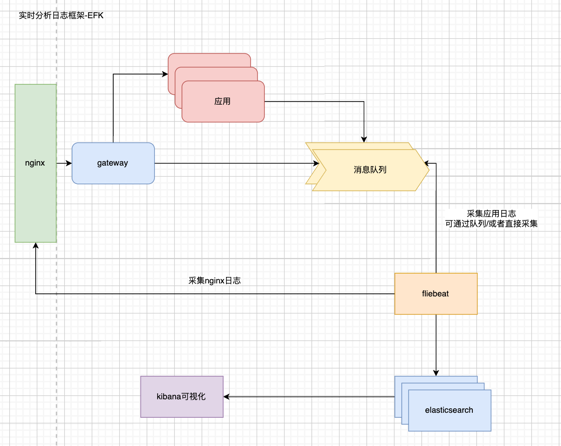 实时分析日志框架-EFK
应用
nginx
gateway
消息队列
采集应用日志
可通过队列/或者直接采集
采集nginx日志
fliebeat
kibana可视化
elasticsearch